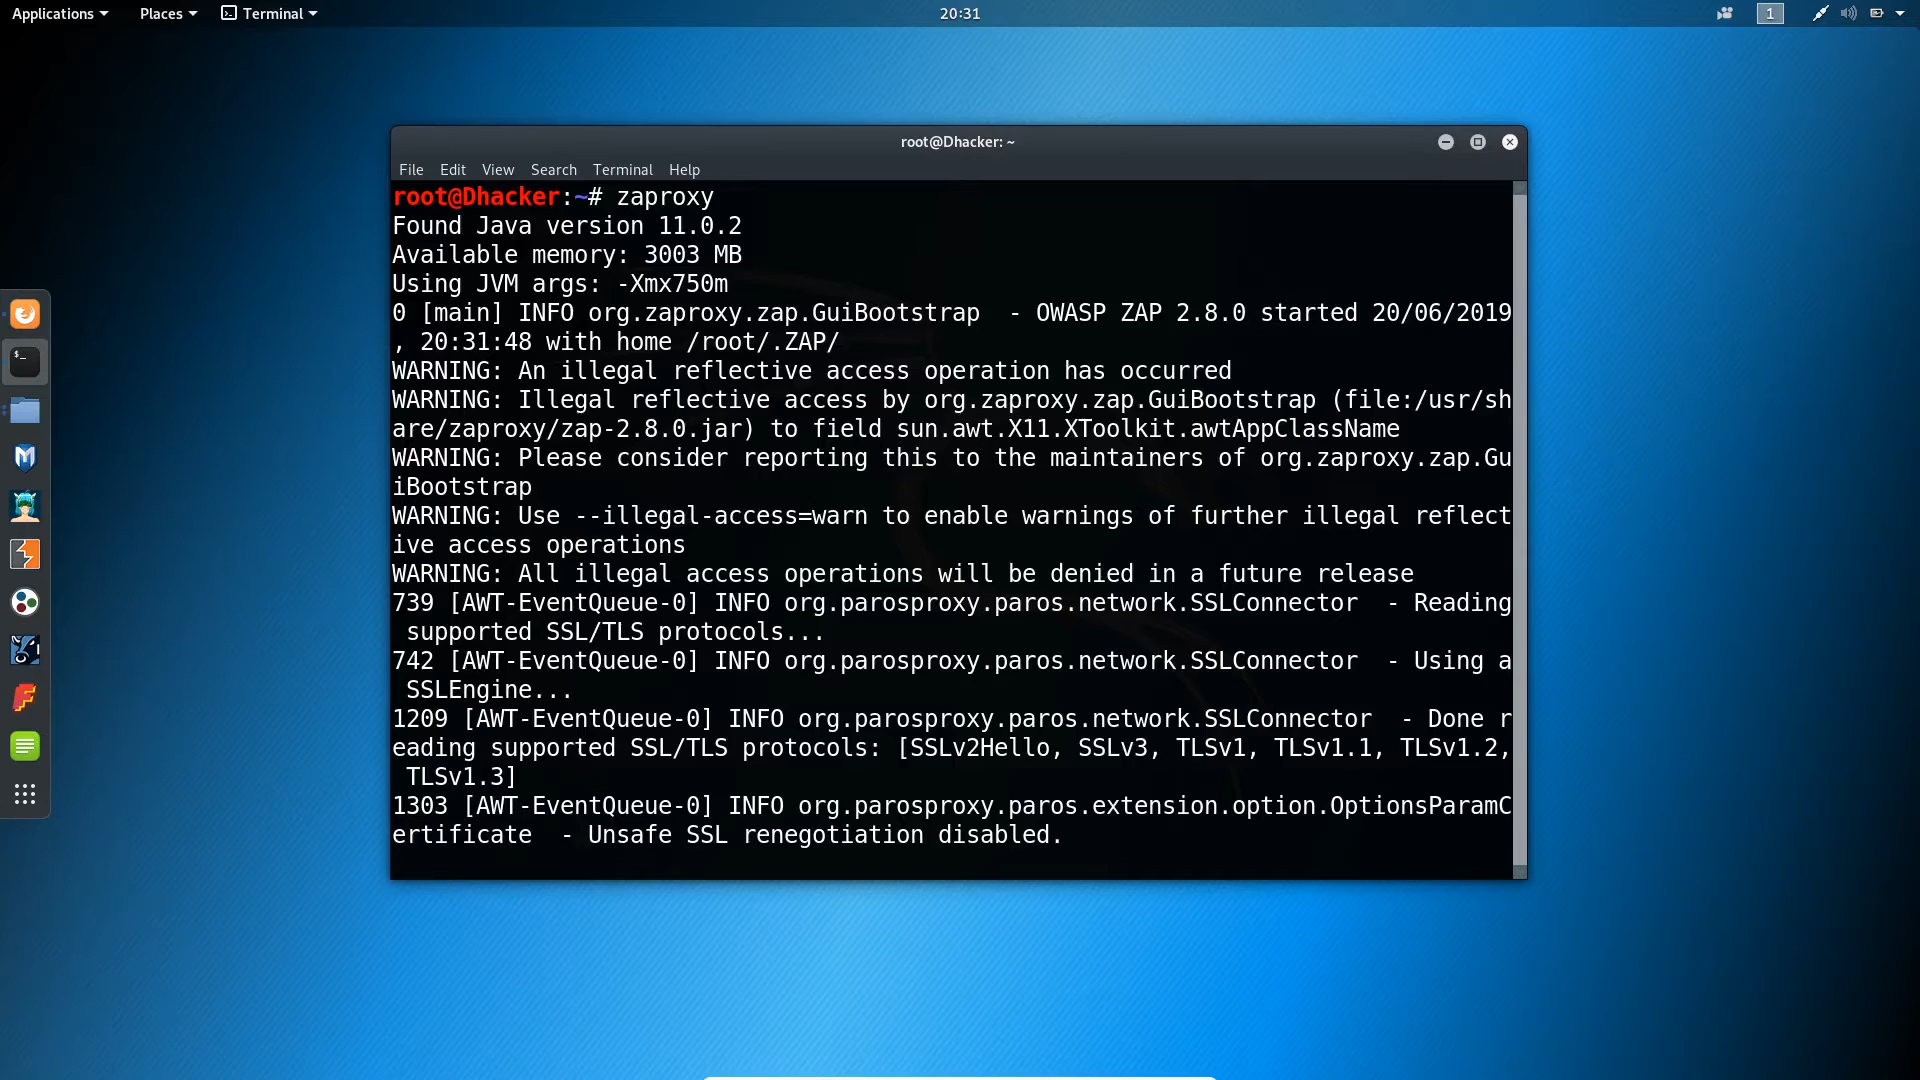 Applications Places Terminal 20:31 1
root@Dhacker: ~
File Edit View Search Terminal Help
root@Dhacker:~# zaproxy
Found Java version 11.0.2
Available memory: 3003 MB
Using JVM args: -Xmx750m
0 [main] INFO org.zaproxy.zap.GuiBootstrap  - OWASP ZAP 2.8.0 started 20/06/2019
, 20:31:48 with home /root/.ZAP/
WARNING: An illegal reflective access operation has occurred
WARNING: Illegal reflective access by org.zaproxy.zap.GuiBootstrap (file:/usr/sh
are/zaproxy/zap-2.8.0.jar) to field sun.awt.X11.XToolkit.awtAppClassName
WARNING: Please consider reporting this to the maintainers of org.zaproxy.zap.Gu
iBootstrap
WARNING: Use --illegal-access=warn to enable warnings of further illegal reflect
ive access operations
WARNING: All illegal access operations will be denied in a future release
739 [AWT-EventQueue-0] INFO org.parosproxy.paros.network.SSLConnector  - Reading
 supported SSL/TLS protocols...
742 [AWT-EventQueue-0] INFO org.parosproxy.paros.network.SSLConnector  - Using a
 SSLEngine...
1209 [AWT-EventQueue-0] INFO org.parosproxy.paros.network.SSLConnector  - Done r
eading supported SSL/TLS protocols: [SSLv2Hello, SSLv3, TLSv1, TLSv1.1, TLSv1.2,
 TLSv1.3]
1303 [AWT-EventQueue-0] INFO org.parosproxy.paros.extension.option.OptionsParamC
ertificate  - Unsafe SSL renegotiation disabled.